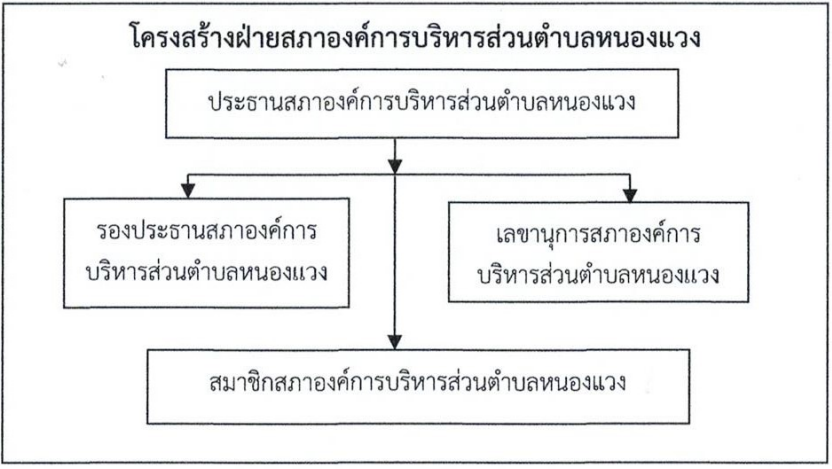 โครงสร้างฝ่ายสภาองค์การบริหารส่วนตำบลหนองแวง
ประธานสภาองค์การบริหารส่วนตำบลหนองแวง
รองประธานสภาองค์การ
บริหารส่วนตำบลหนองแวง
เลขานุการสภาองค์การ
บริหารส่วนตำบลหนองแวง
สมาชิกสภาองค์การบริหารส่วนตำบลหนองแวง